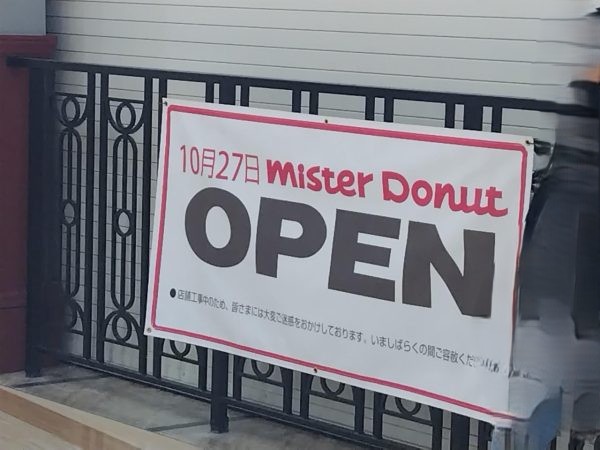 10月27日 mister Donut
OPEN
●店舗工事中のため、皆さまには大変ご迷惑をおかけしております。いましばらくの間ご容赦くだ